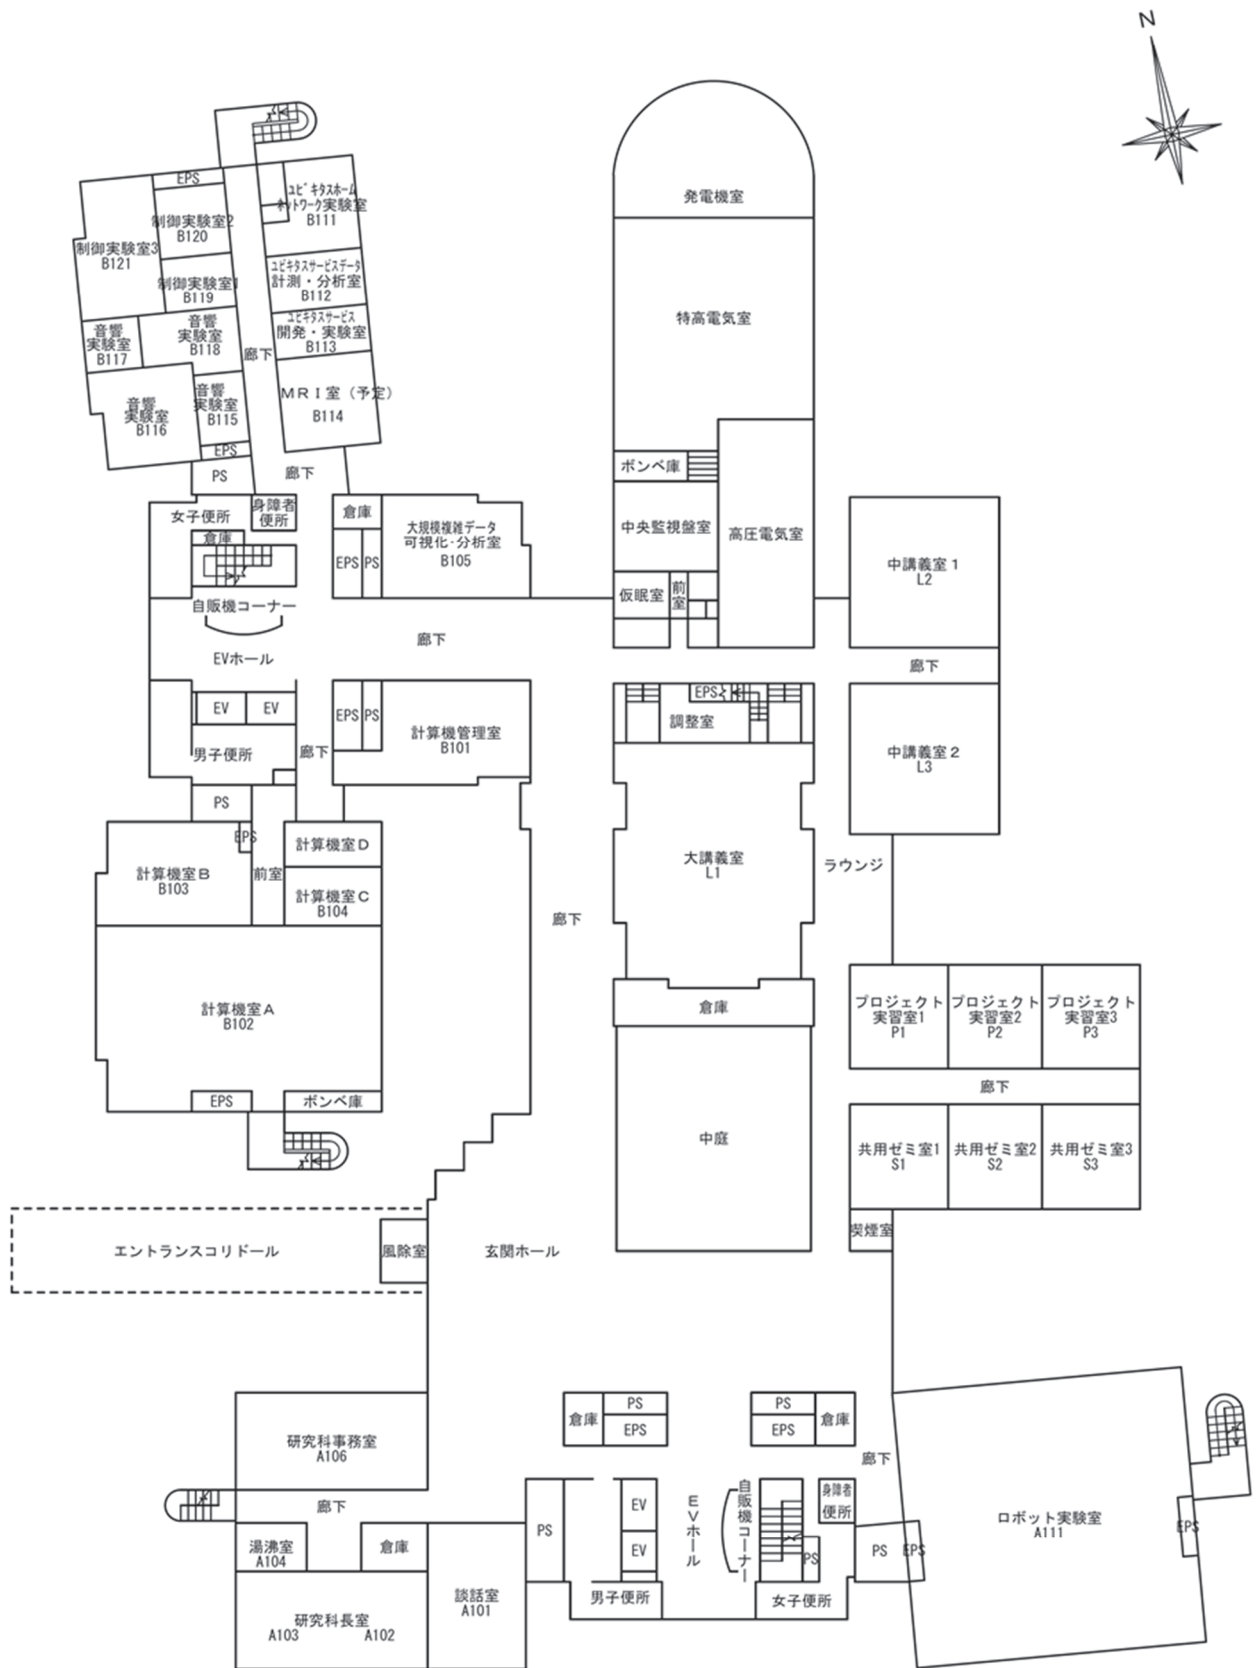 N
発電機室
特高電気室
EPS
ユビキタスホーム
ネットワーク実験室
B111
制御実験室2
B120
制御実験室3
B121
制御実験室1
B119
ユビキタスサービスデータ
計測・分析室
B112
ユビキタスサービス
開発・実験室
B113
音響
実験室
B117
音響
実験室
B118
廊下
MRI室(予定)
B114
音響
実験室
B116
音響
実験室
B115
EPS
PS
廊下
女子便所
身障者
便所
倉庫
倉庫
EPS
PS
大規模複雑データ
可視化・分析室
B105
ボンベ庫
中央監視盤室
高圧電気室
仮眠室
前
室
中講義室1
L2
自販機コーナー
EVホール
廊下
廊下
EV
EV
男子便所
廊下
EPS
PS
計算機管理室
B101
EPS
調整室
中講義室2
L3
PS
EPS
計算機室D
計算機室B
B103
前室
計算機室C
B104
大講義室
L1
ラウンジ
廊下
計算機室A
B102
EPS
ボンベ庫
倉庫
プロジェクト
実習室1
P1
プロジェクト
実習室2
P2
プロジェクト
実習室3
P3
廊下
中庭
共用ゼミ室1
S1
共用ゼミ室2
S2
共用ゼミ室3
S3
喫煙室
エントランスコリドール
風除室
玄関ホール
研究科事務室
A106
倉庫
PS
EPS
PS
EPS
倉庫
廊下
廊下
湯沸室
A104
倉庫
研究科長室
A103
A102
談話室
A101
PS
EV
EV
男子便所
EVホール
自販機コーナー
身障者
便所
PS
女子便所
PS
EPS
ロボット実験室
A111
EPS